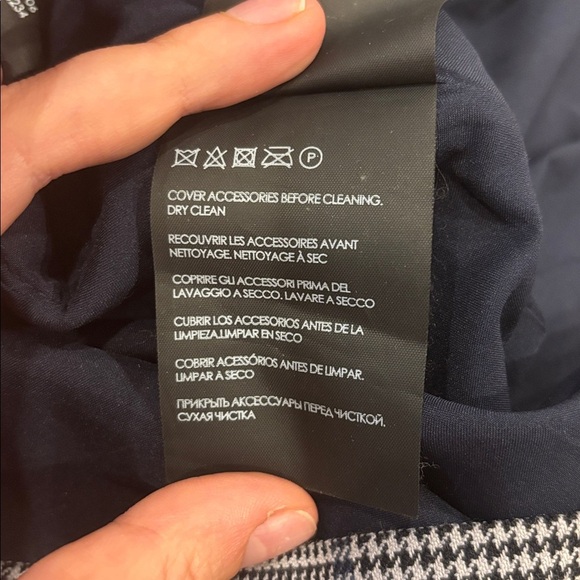 06
234
P
COVER ACCESSORIES BEFORE CLEANING.
DRY CLEAN
RECOUVRIR LES ACCESSOIRES AVANT
NETTOYAGE. NETTOYAGE À SEC
COPRIRE GLI ACCESSORI PRIMA DEL
LAVAGGIO A SECCO. LAVARE A SECCO
CUBRIR LOS ACCESORIOS ANTES DE LA
LIMPIEZA.LIMPIAR EN SECO
COBRIR ACESSÓRIOS ANTES DE LIMPAR.
LIMPAR À SECO
ПРИКРЫТЬ АКСЕССУАРЫ ПЕРЕД ЧИСТКОЙ.
СУХАЯ ЧИСТКА